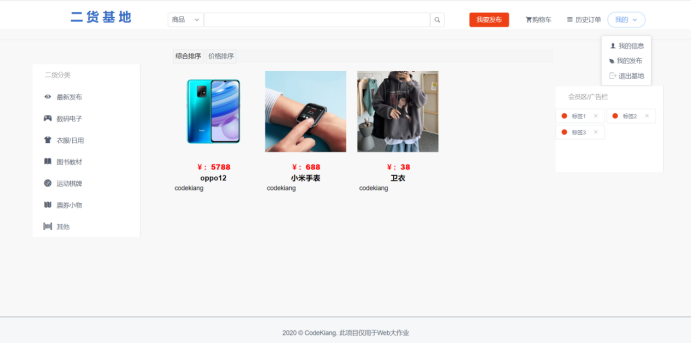 二货基地
商品
我要发布
购物车
历史订单
我的
我的信息
我的发布
退出基地
二货分类
最新发布
数码电子
衣服/日用
图书教材
运动棋牌
票券小物
其他
综合排序 价格排序
¥：5788
oppo12
codekiang
¥：688
小米手表
codekiang
¥：38
卫衣
codekiang
会员区/广告栏
标签1 ×
标签2 ×
标签3 ×
2020 © CodeKiang. 此项目仅用于Web大作业